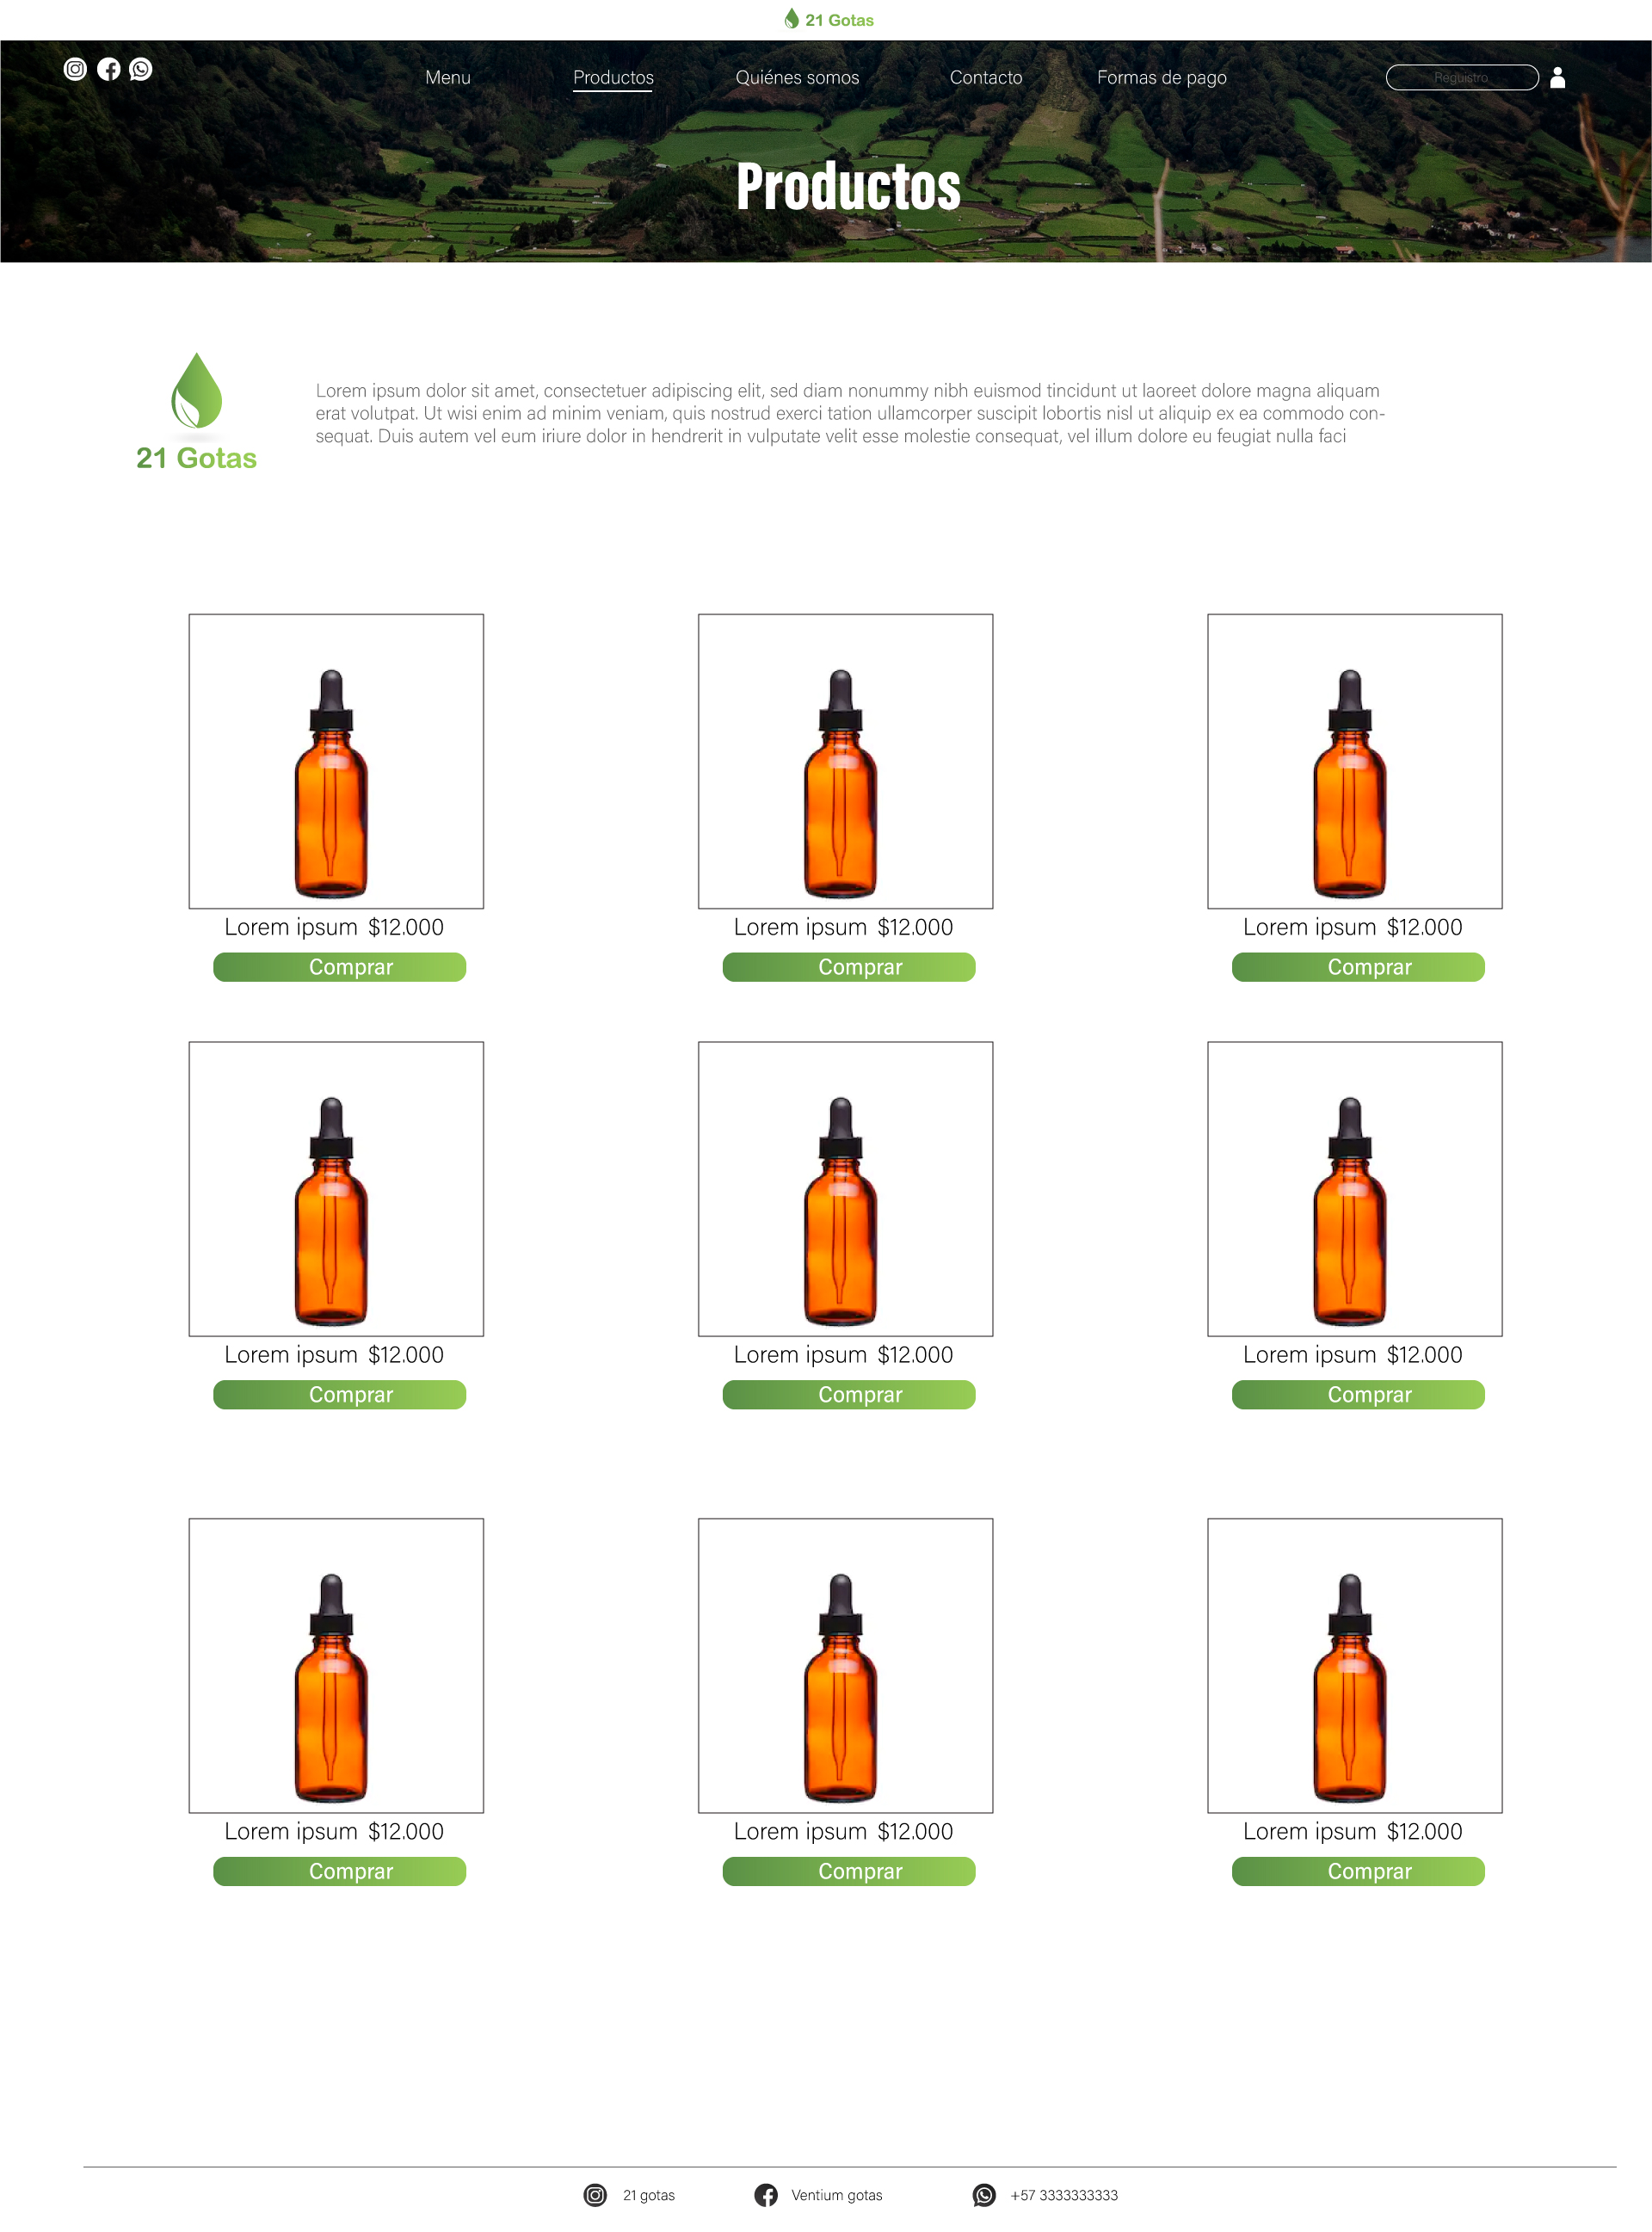 21 Gotas
Menu Productos Quiénes somos Contacto Formas de pago Reguistro
Productos
Lorem ipsum dolor sit amet, consectetuer adipiscing elit, sed diam nonummy nibh euismod tincidunt ut laoreet dolore magna aliquam
erat volutpat. Ut wisi enim ad minim veniam, quis nostrud exerci tation ullamcorper suscipit lobortis nisl ut aliquip ex ea commodo con-
sequat. Duis autem vel eum iriure dolor in hendrerit in vulputate velit esse molestie consequat, vel illum dolore eu feugiat nulla faci
21 Gotas
Lorem ipsum $12.000 Lorem ipsum $12.000 Lorem ipsum $12.000
Comprar Comprar Comprar
Lorem ipsum $12.000 Lorem ipsum $12.000 Lorem ipsum $12.000
Comprar Comprar Comprar
Lorem ipsum $12.000 Lorem ipsum $12.000 Lorem ipsum $12.000
Comprar Comprar Comprar
21 gotas Ventium gotas +57 3333333333